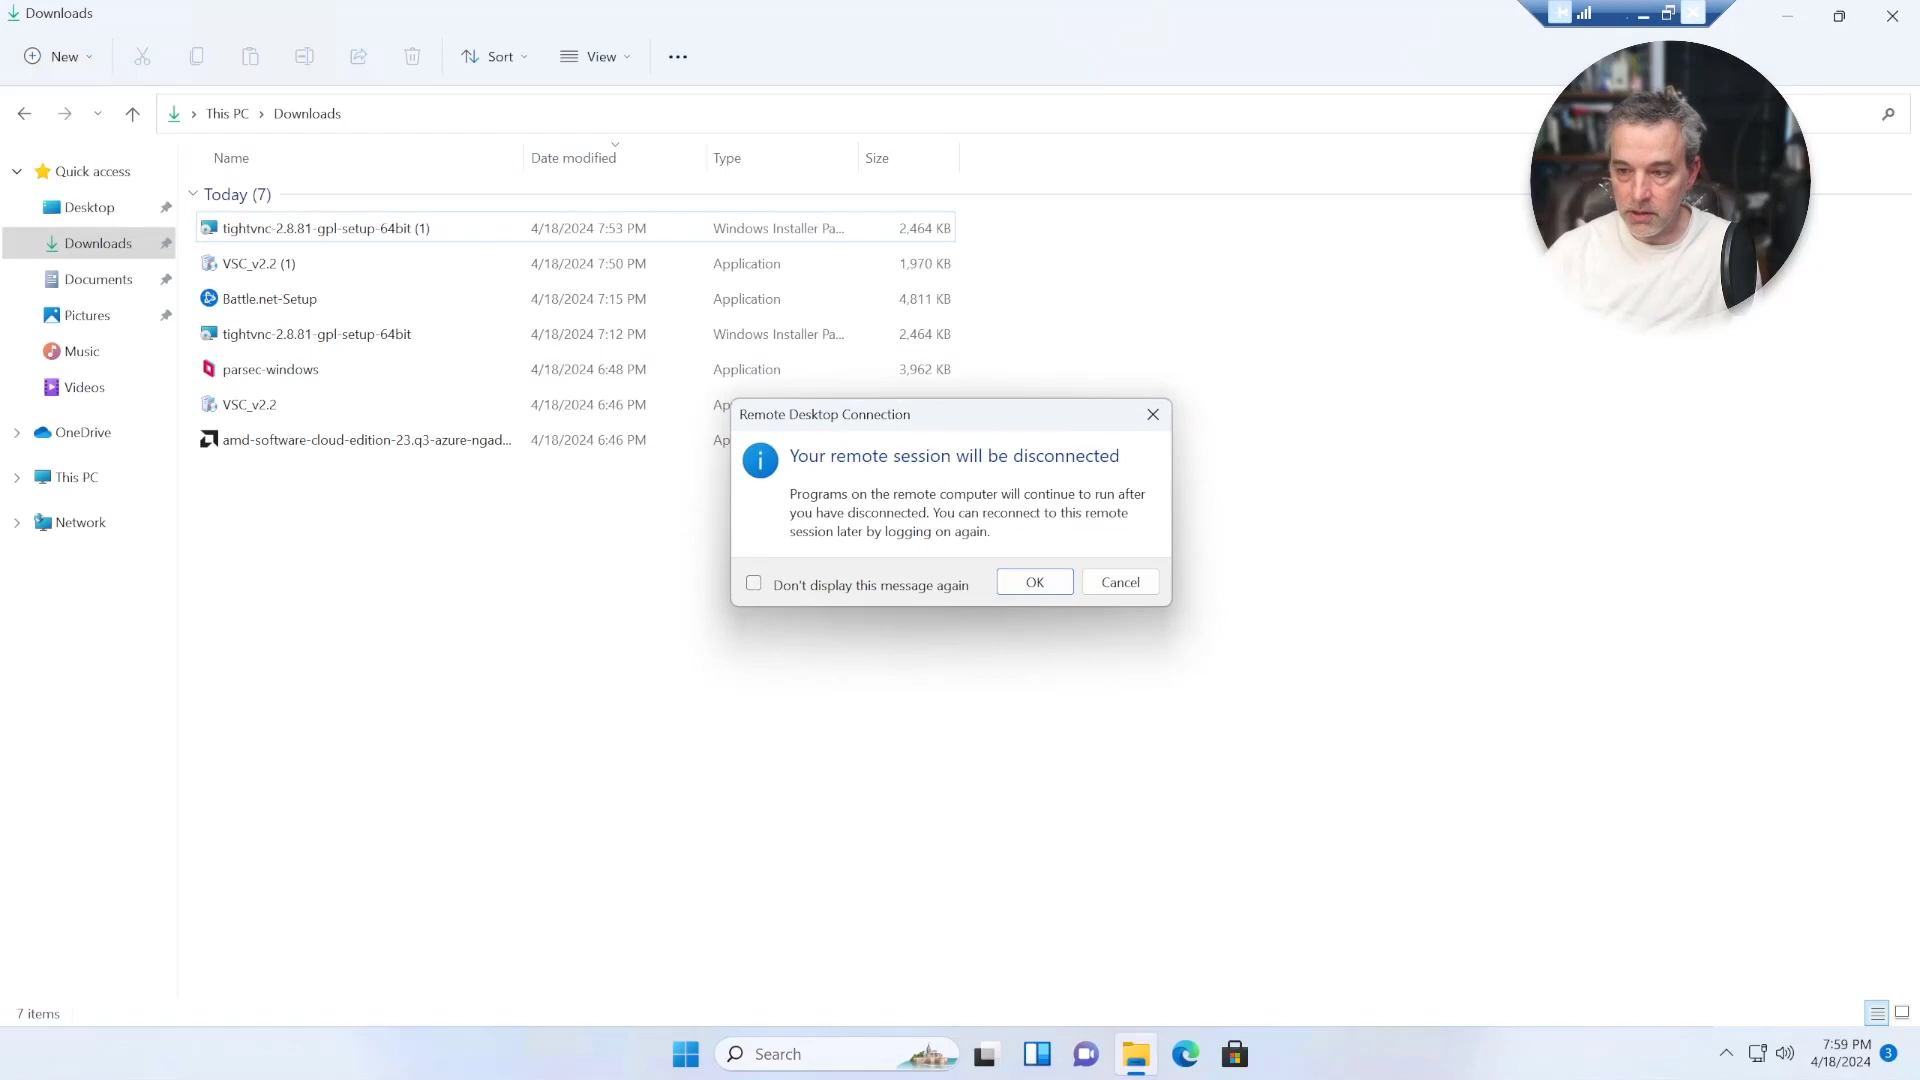 Downloads
New
Sort
View
This PC
Downloads
Name
Date modified
Type
Size
Quick access
Desktop
Downloads
Documents
Pictures
Music
Videos
OneDrive
This PC
Network
Today (7)
tightvnc-2.8.81-gpl-setup-64bit (1) 4/18/2024 7:53 PM Windows Installer Pa... 2,464 KB
VSC_v2.2 (1) 4/18/2024 7:50 PM Application 1,970 KB
Battle.net-Setup 4/18/2024 7:15 PM Application 4,811 KB
tightvnc-2.8.81-gpl-setup-64bit 4/18/2024 7:12 PM Windows Installer Pa... 2,464 KB
parsec-windows 4/18/2024 6:48 PM Application 3,962 KB
VSC_v2.2 4/18/2024 6:46 PM Ap
amd-software-cloud-edition-23.q3-azure-ngad... 4/18/2024 6:46 PM Ap
Remote Desktop Connection
Your remote session will be disconnected
Programs on the remote computer will continue to run after
you have disconnected. You can reconnect to this remote
session later by logging on again.
Don't display this message again
OK
Cancel
7 items
Search
7:59 PM
4/18/2024
3